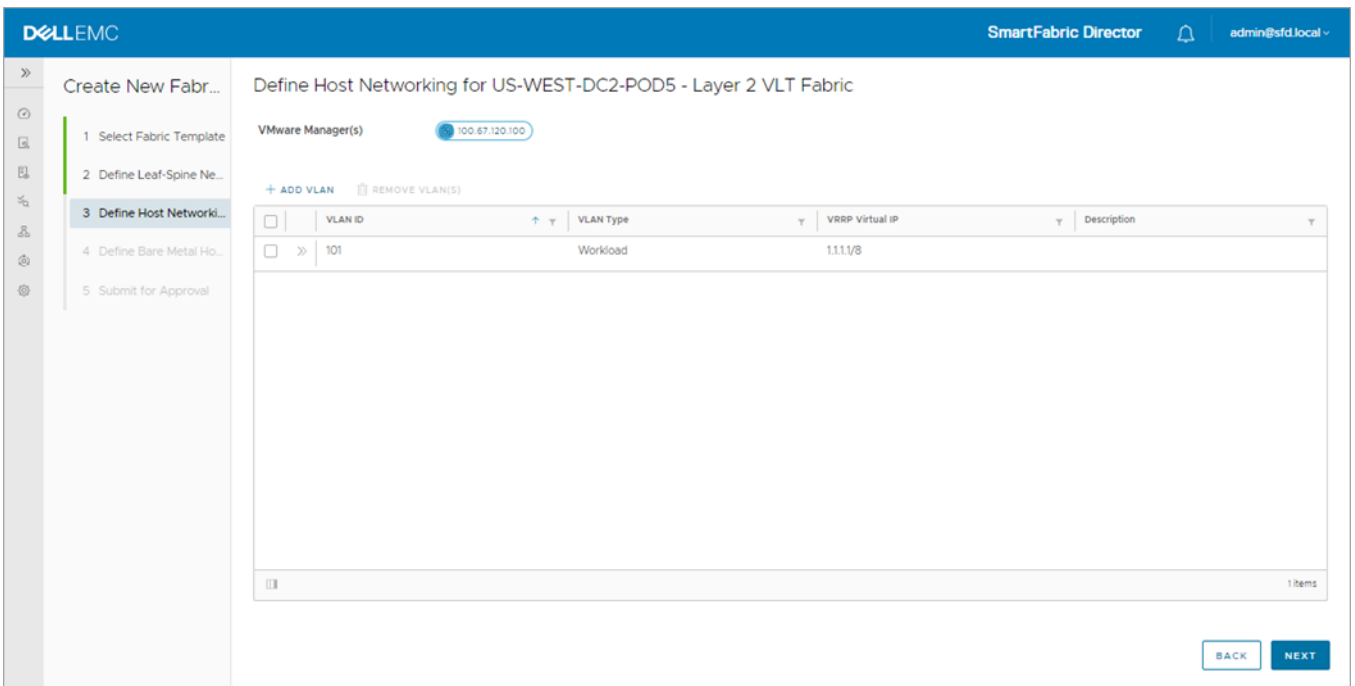 DELLEMC
SmartFabric Director
admin@sfd.local
Create New Fabr...
1 Select Fabric Template
2 Define Leaf-Spine Ne...
3 Define Host Networki...
4 Define Bare Metal Ho...
5 Submit for Approval
Define Host Networking for US-WEST-DC2-POD5 - Layer 2 VLT Fabric
VMware Manager(s) 100.67.120.100
+ ADD VLAN REMOVE VLAN(S)
VLAN ID VLAN Type VRRP Virtual IP Description
101 Workload 1.1.1.1/8
1 items
BACK NEXT